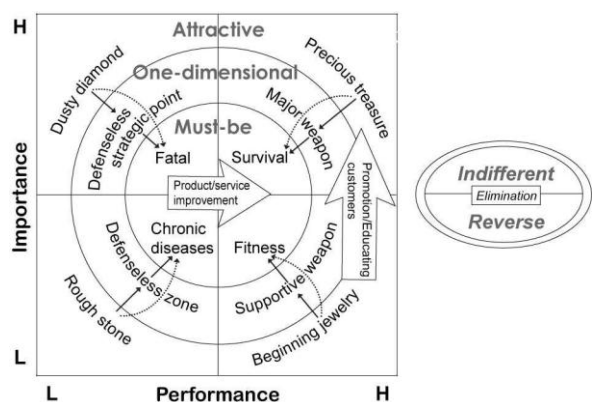 H
Attractive
One-dimensional
Must-be
Dusty diamond
Defenseless
strategic point
Fatal
Precious treasure
Major weapon
Survival
Importance
Product/service
improvement
Promotion/Educating
customers
Indifferent
Elimination
Reverse
Chronic
diseases
Defenseless zone
Rough stone
Fitness
Supportive weapon
Beginning jewelry
L
L
Performance
H